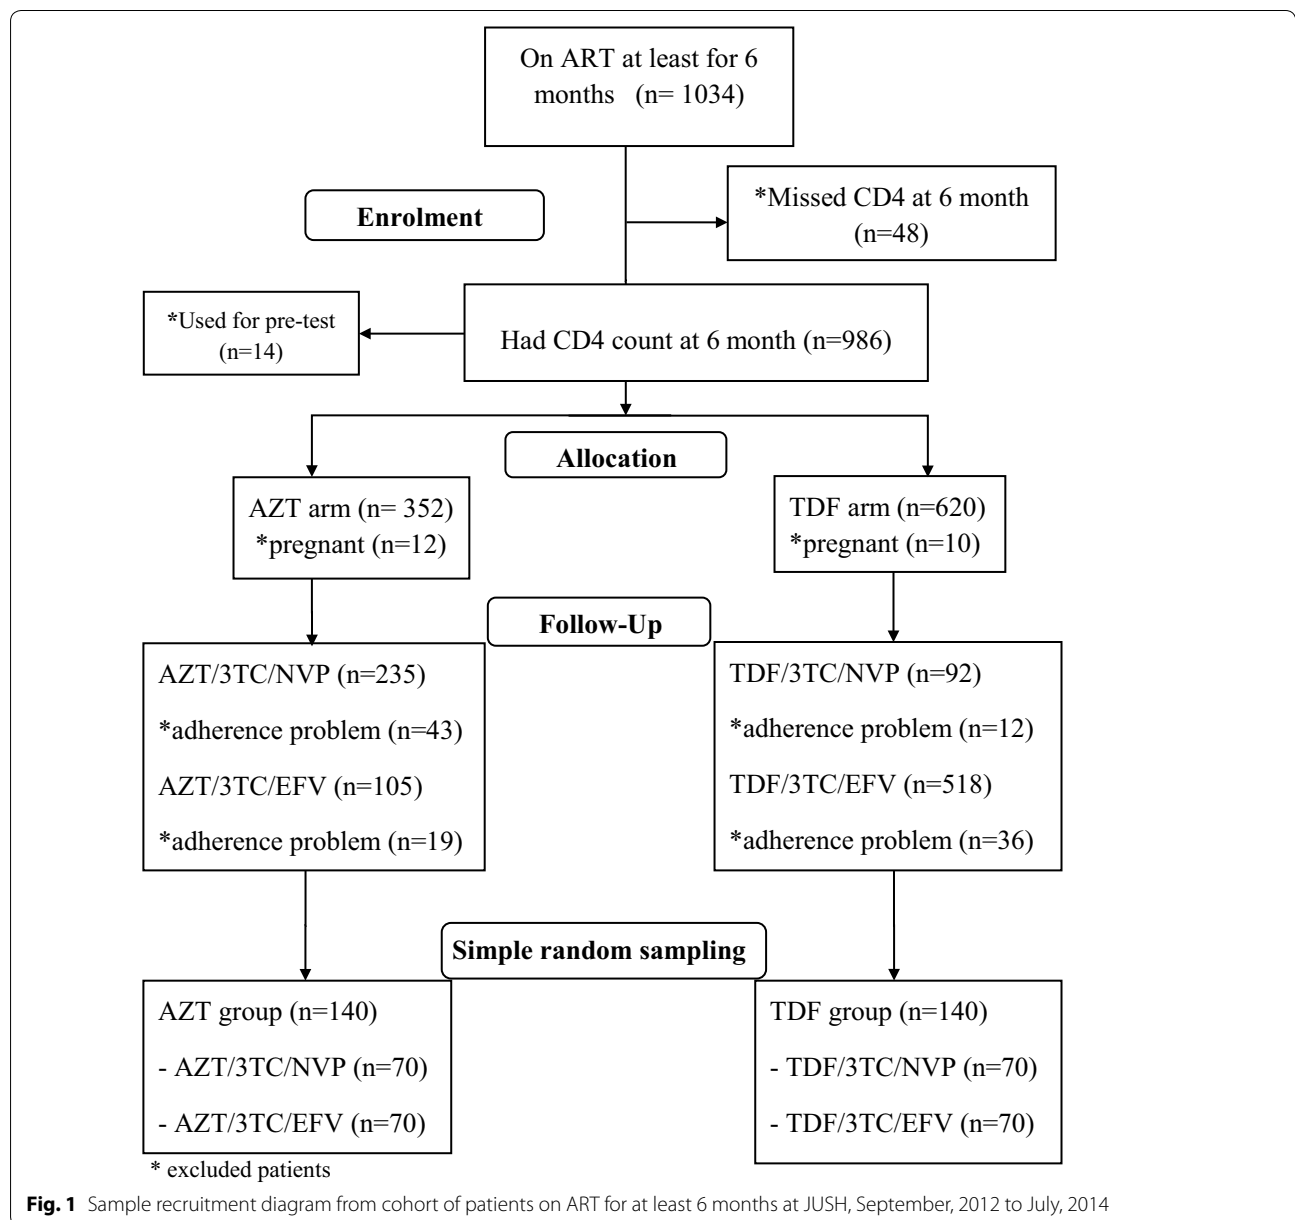 On ART at least for 6
months (n= 1034)
*Missed CD4 at 6 month
(n=48)
Enrolment
*Used for pre-test
(n=14)
Had CD4 count at 6 month (n=986)
Allocation
AZT arm (n= 352)
*pregnant (n=12)
TDF arm (n=620)
*pregnant (n=10)
Follow-Up
AZT/3TC/NVP (n=235)
*adherence problem (n=43)
AZT/3TC/EFV (n=105)
*adherence problem (n=19)
TDF/3TC/NVP (n=92)
*adherence problem (n=12)
TDF/3TC/EFV (n=518)
*adherence problem (n=36)
Simple random sampling
AZT group (n=140)
- AZT/3TC/NVP (n=70)
- AZT/3TC/EFV (n=70)
TDF group (n=140)
- TDF/3TC/NVP (n=70)
- TDF/3TC/EFV (n=70)
* excluded patients
Fig. 1 Sample recruitment diagram from cohort of patients on ART for at least 6 months at JUSH, September, 2012 to July, 2014